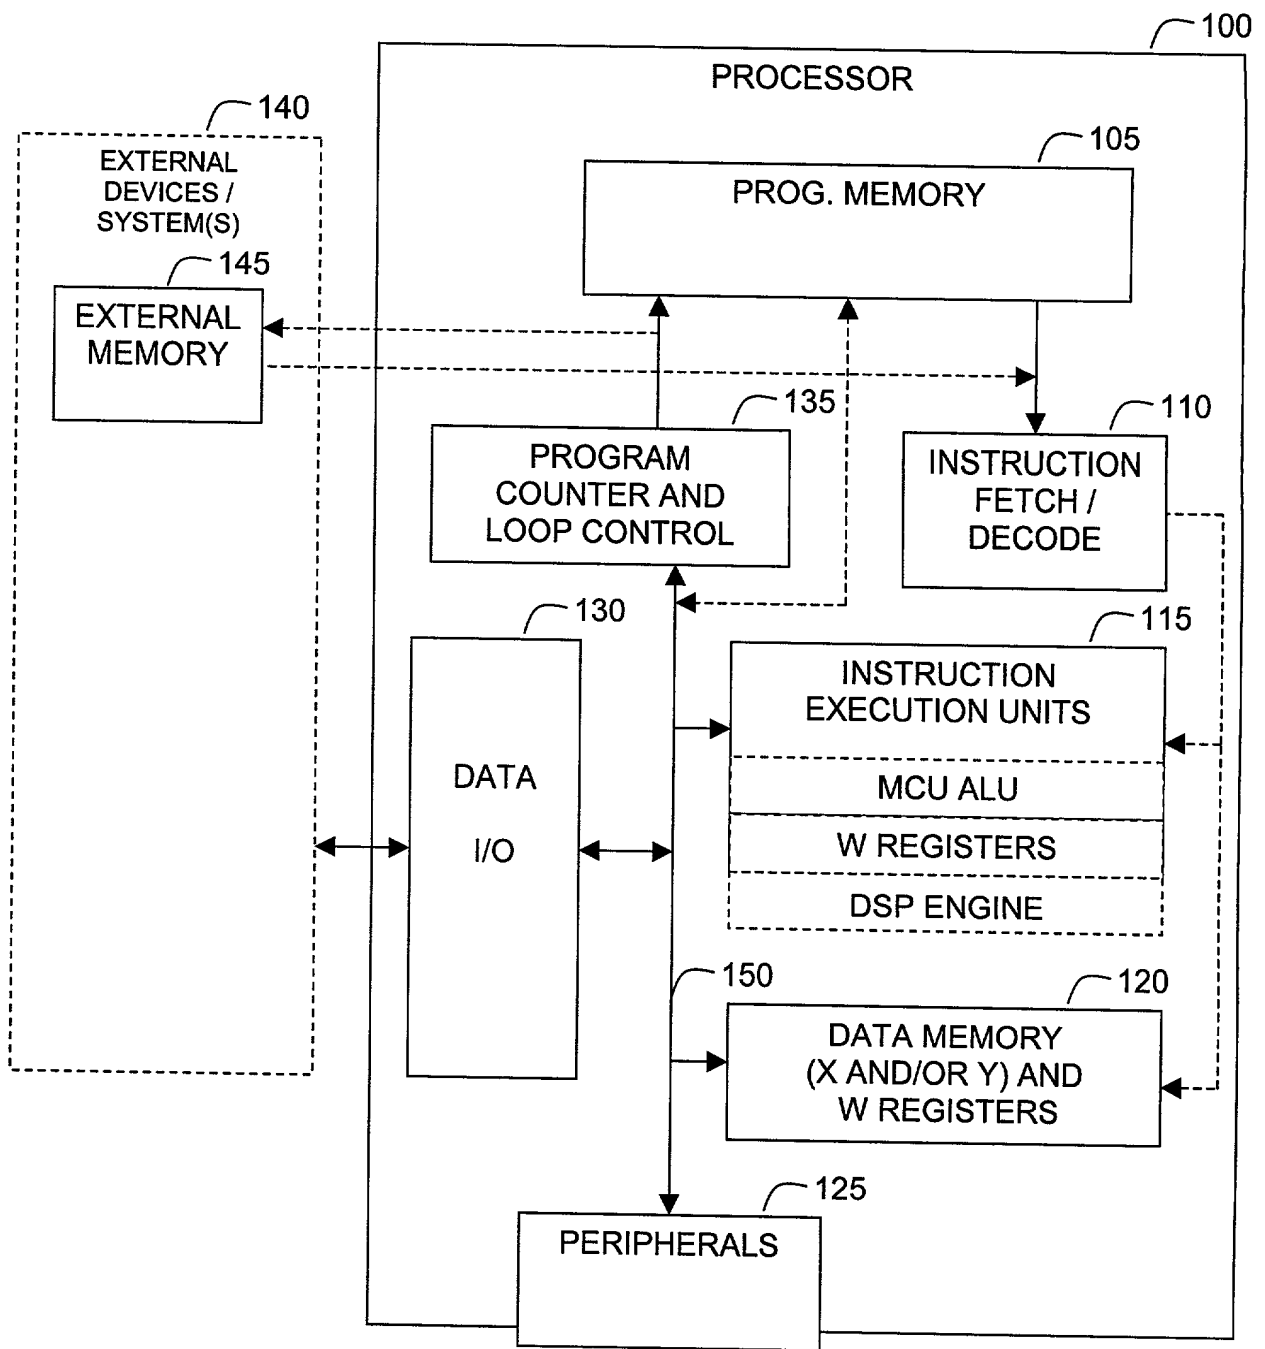 100
PROCESSOR
140
EXTERNAL
DEVICES /
SYSTEM(S)
105
PROG. MEMORY
145
EXTERNAL
MEMORY
135
PROGRAM
COUNTER AND
LOOP CONTROL
110
INSTRUCTION
FETCH /
DECODE
130
DATA
I/O
115
INSTRUCTION
EXECUTION UNITS
MCU ALU
W REGISTERS
DSP ENGINE
150
120
DATA MEMORY
(X AND/OR Y) AND
W REGISTERS
125
PERIPHERALS